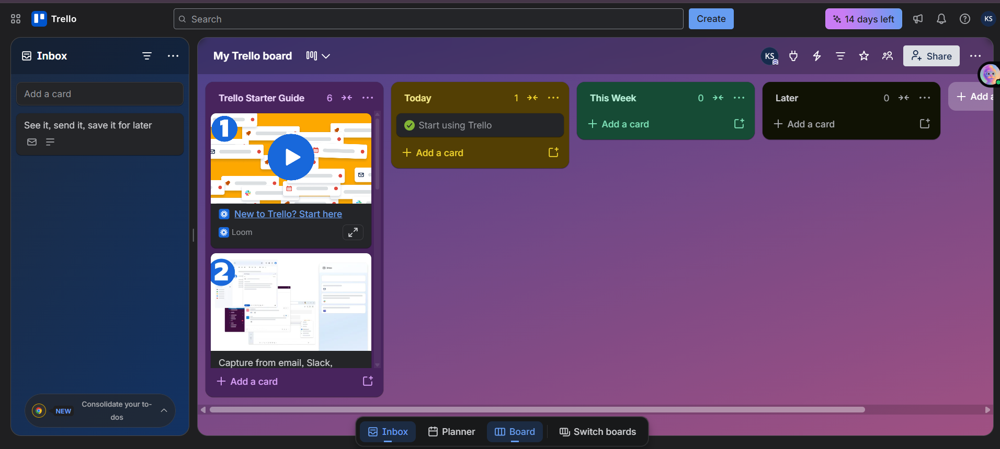 Trello
Search
Create
14 days left
KS
Inbox
Add a card
See it, send it, save it for later
NEW
Consolidate your to-
dos
My Trello board
KS
Share
Trello Starter Guide 6
1
New to Trello? Start here
Loom
2
Inbox
Capture from email, Slack,
Add a card
Today 1
Start using Trello
Add a card
This Week 0
Add a card
Later 0
Add a card
Add a
Inbox
Planner
Board
Switch boards